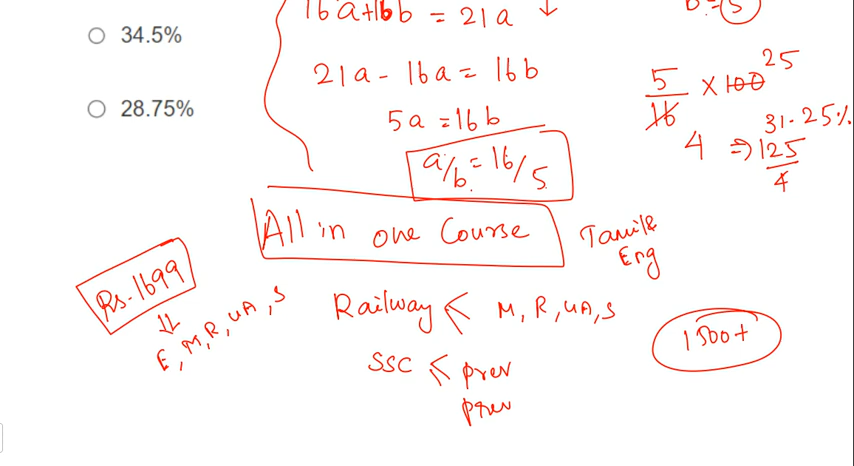 16a+16b = 21a ↓
34.5%
21a - 16a = 16b
5/16 × 100 25
28.75%
5a = 16b
31.25%
4 ⇒ 125/4
a/b = 16/5
All in one Course
Tamil &
Eng
Rs. 1699
⇓
E, M, R, UA, S
Railway < M, R, UA, S
1500+
SSC < prev
prev